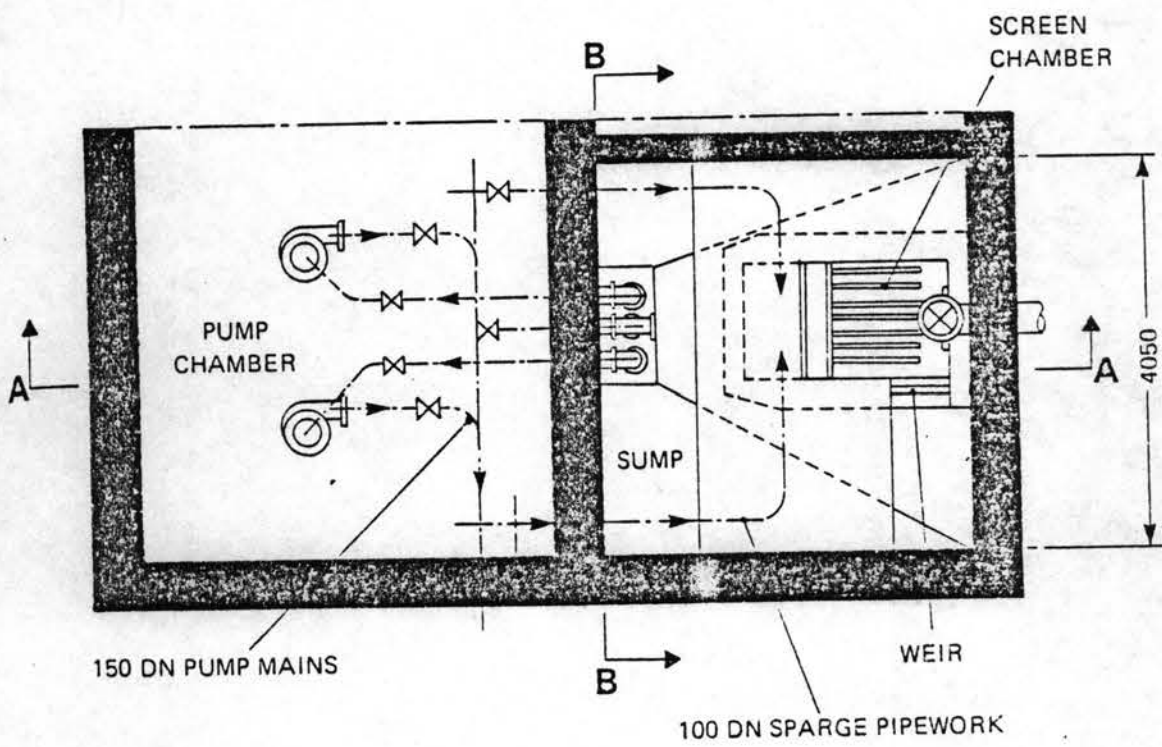 SCREEN
CHAMBER
B
PUMP
CHAMBER
A
A
4050
SUMP
150 DN PUMP MAINS
B
WEIR
100 DN SPARGE PIPEWORK